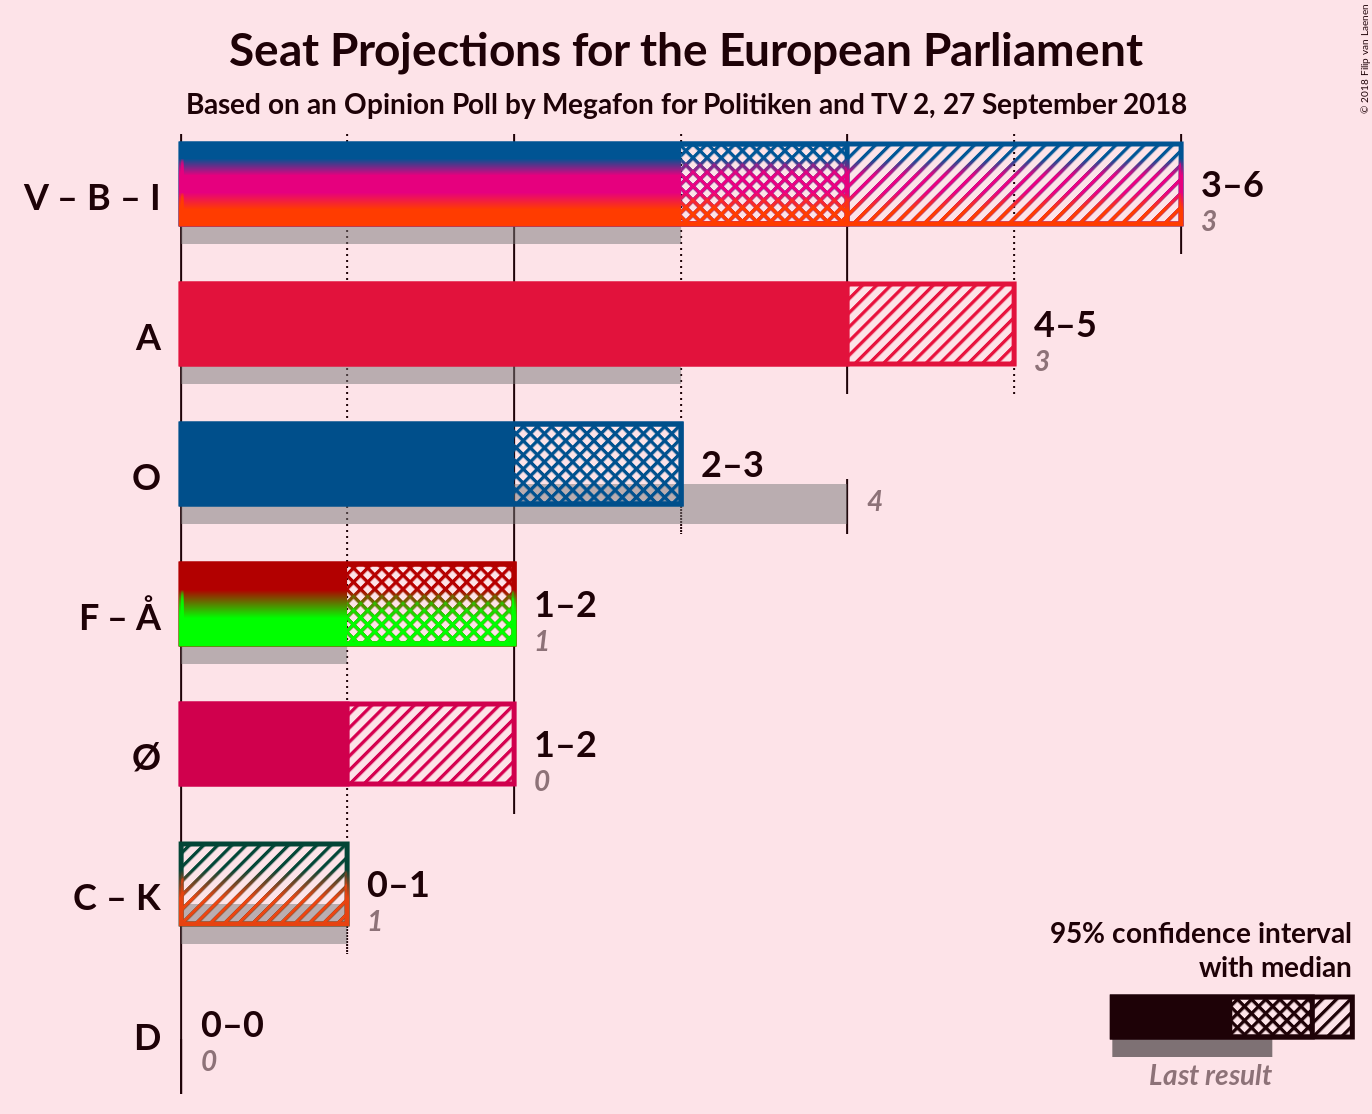 Seat Projections for the European Parliament
Based on an Opinion Poll by Megafon for Politiken and TV 2, 27 September 2018
© 2018 Filip van Laenen
V – B – I
3–6
3
A
4–5
3
O
2–3
4
F – Å
1–2
1
Ø
1–2
0
C – K
0–1
1
D
0–0
0
95% confidence interval
with median
Last result